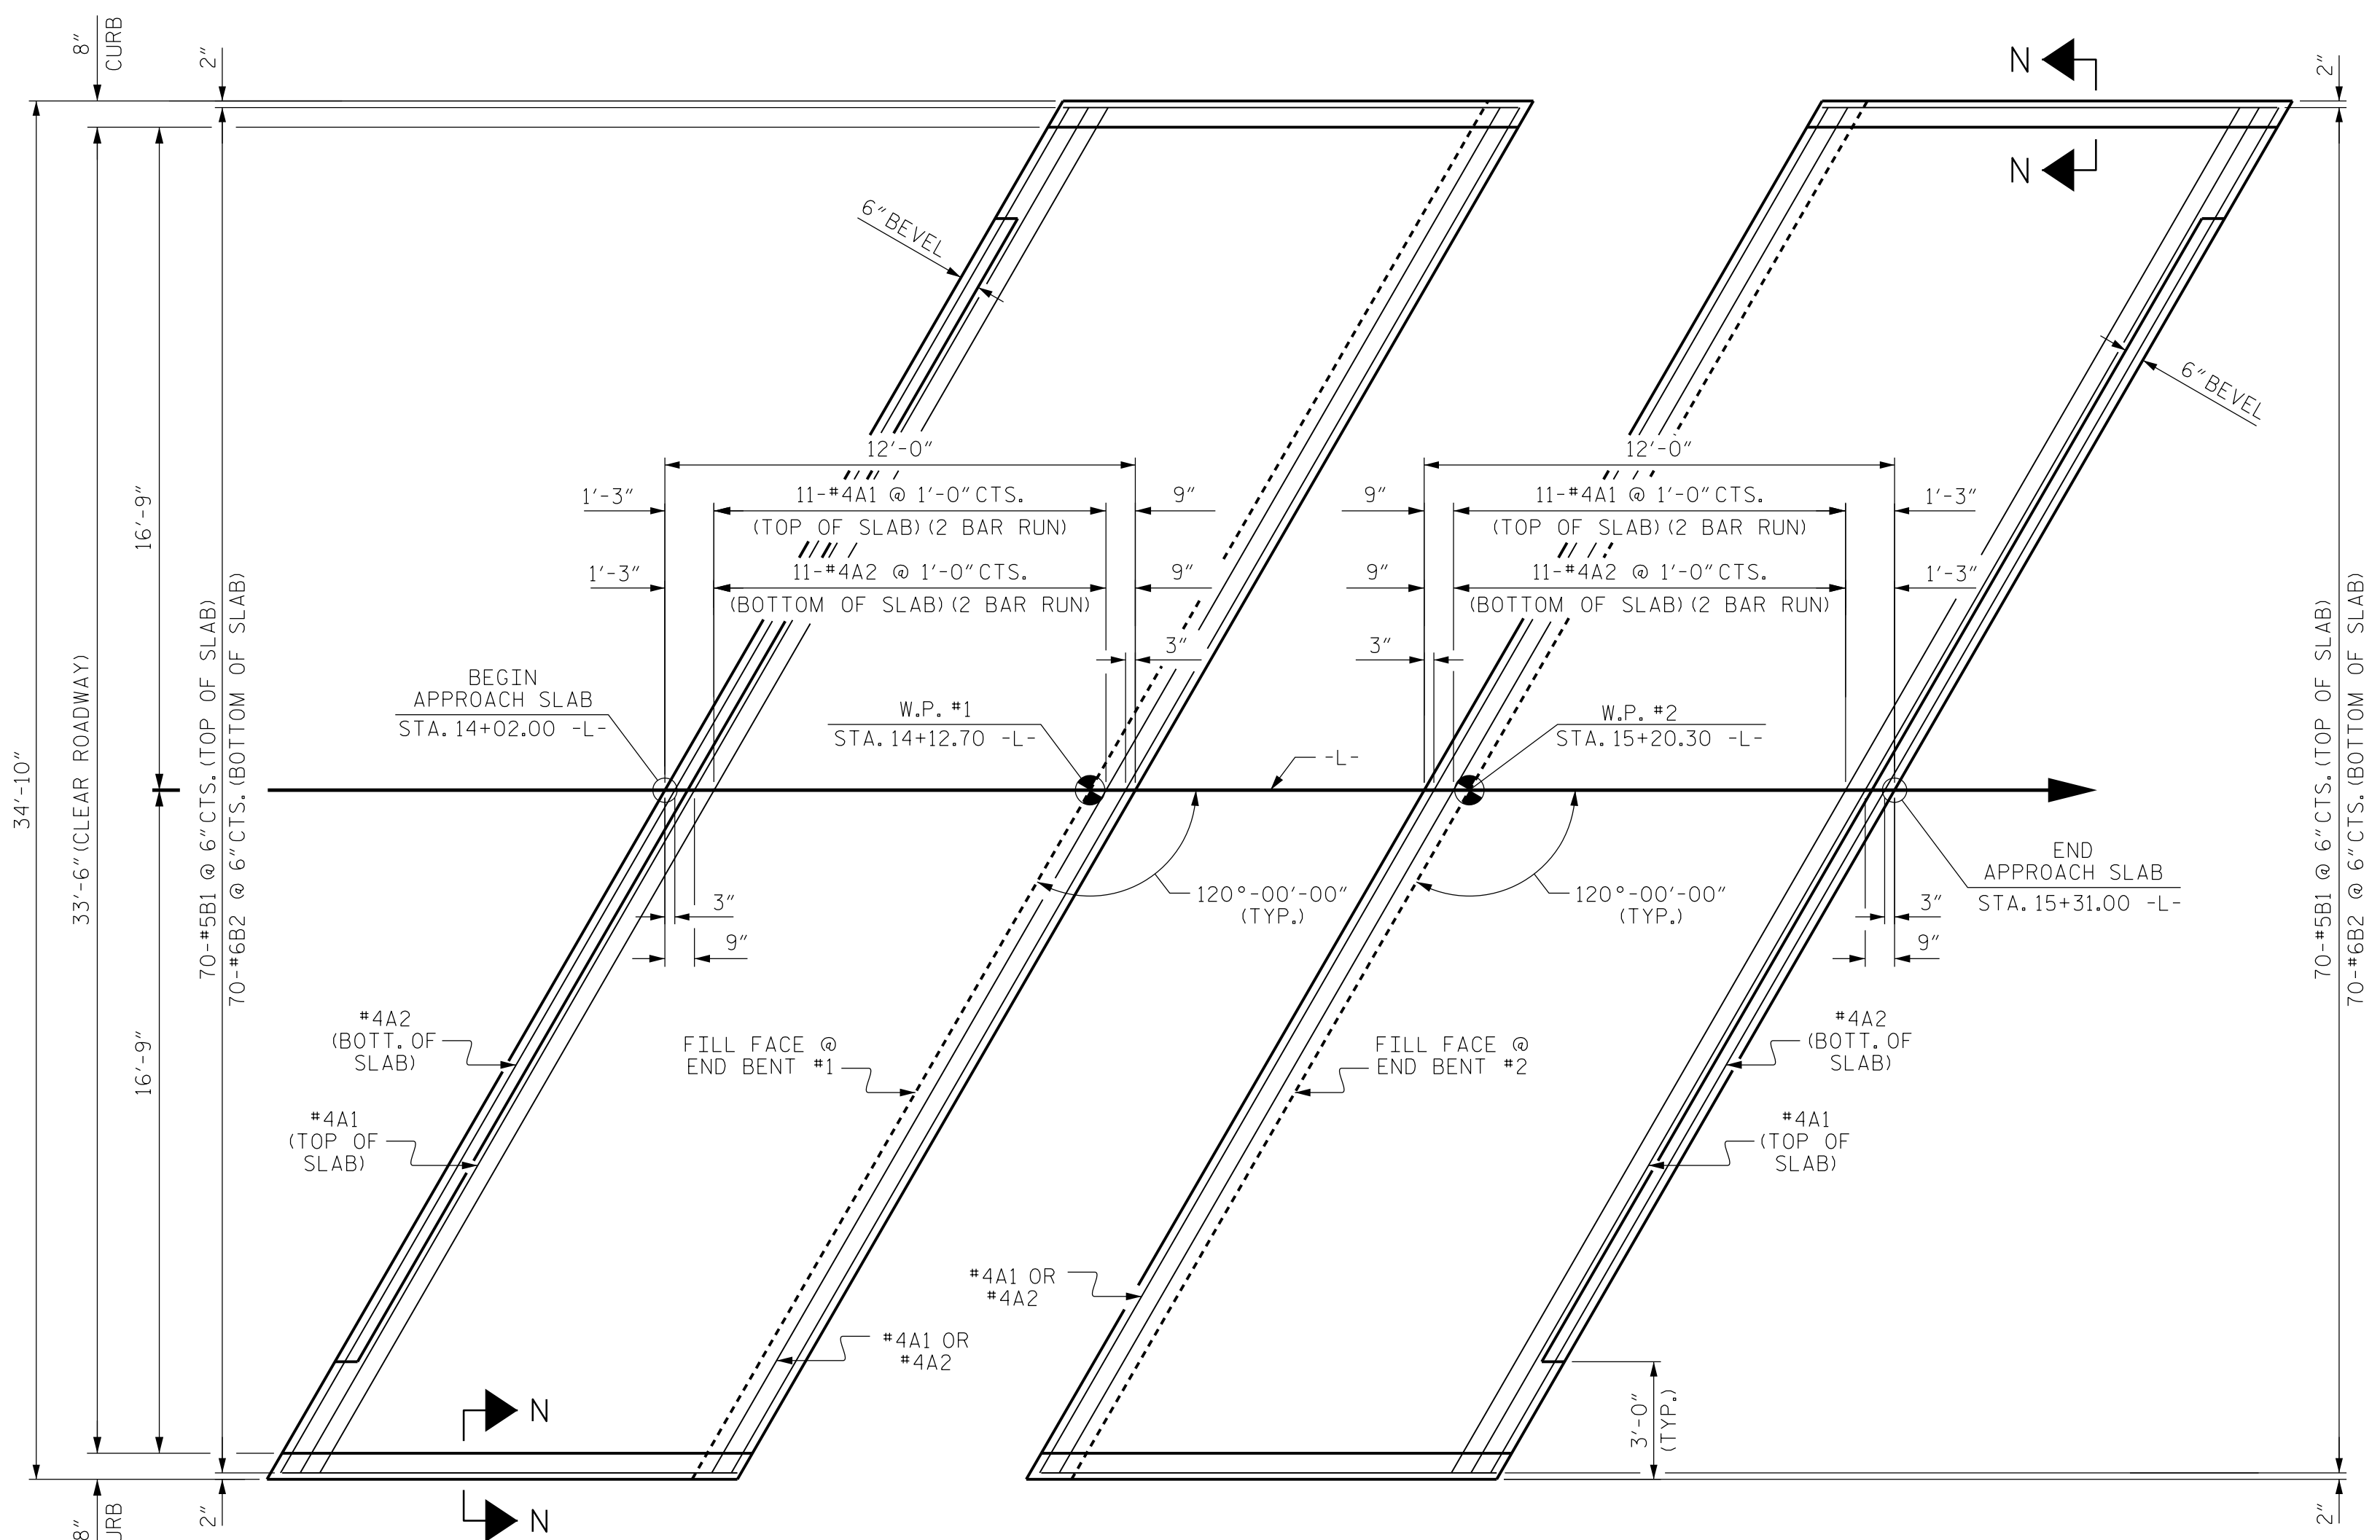 8" CURB
2"
N
2"
N
6" BEVEL
6" BEVEL
12'-0"
12'-0"
1'-3"
11-#4A1 @ 1'-0" CTS.
9"
9"
11-#4A1 @ 1'-0" CTS.
1'-3"
(TOP OF SLAB) (2 BAR RUN)
(TOP OF SLAB) (2 BAR RUN)
1'-3"
11-#4A2 @ 1'-0" CTS.
9"
9"
11-#4A2 @ 1'-0" CTS.
1'-3"
(BOTTOM OF SLAB) (2 BAR RUN)
(BOTTOM OF SLAB) (2 BAR RUN)
3"
3"
34'-10"
33'-6" (CLEAR ROADWAY)
16'-9"
16'-9"
70-#5B1 @ 6" CTS. (TOP OF SLAB)
70-#6B2 @ 6" CTS. (BOTTOM OF SLAB)
BEGIN
APPROACH SLAB
STA. 14+02.00 -L-
W.P. #1
STA. 14+12.70 -L-
-L-
W.P. #2
STA. 15+20.30 -L-
END
APPROACH SLAB
STA. 15+31.00 -L-
70-#5B1 @ 6" CTS. (TOP OF SLAB)
70-#6B2 @ 6" CTS. (BOTTOM OF SLAB)
120°-00'-00"
(TYP.)
120°-00'-00"
(TYP.)
3"
9"
3"
9"
#4A2
(BOTT. OF
SLAB)
#4A1
(TOP OF
SLAB)
FILL FACE @
END BENT #1
FILL FACE @
END BENT #2
#4A2
(BOTT. OF
SLAB)
#4A1
(TOP OF
SLAB)
#4A1 OR
#4A2
#4A1 OR
#4A2
3'-0"
(TYP.)
N
N
8"
URB
2"
2"